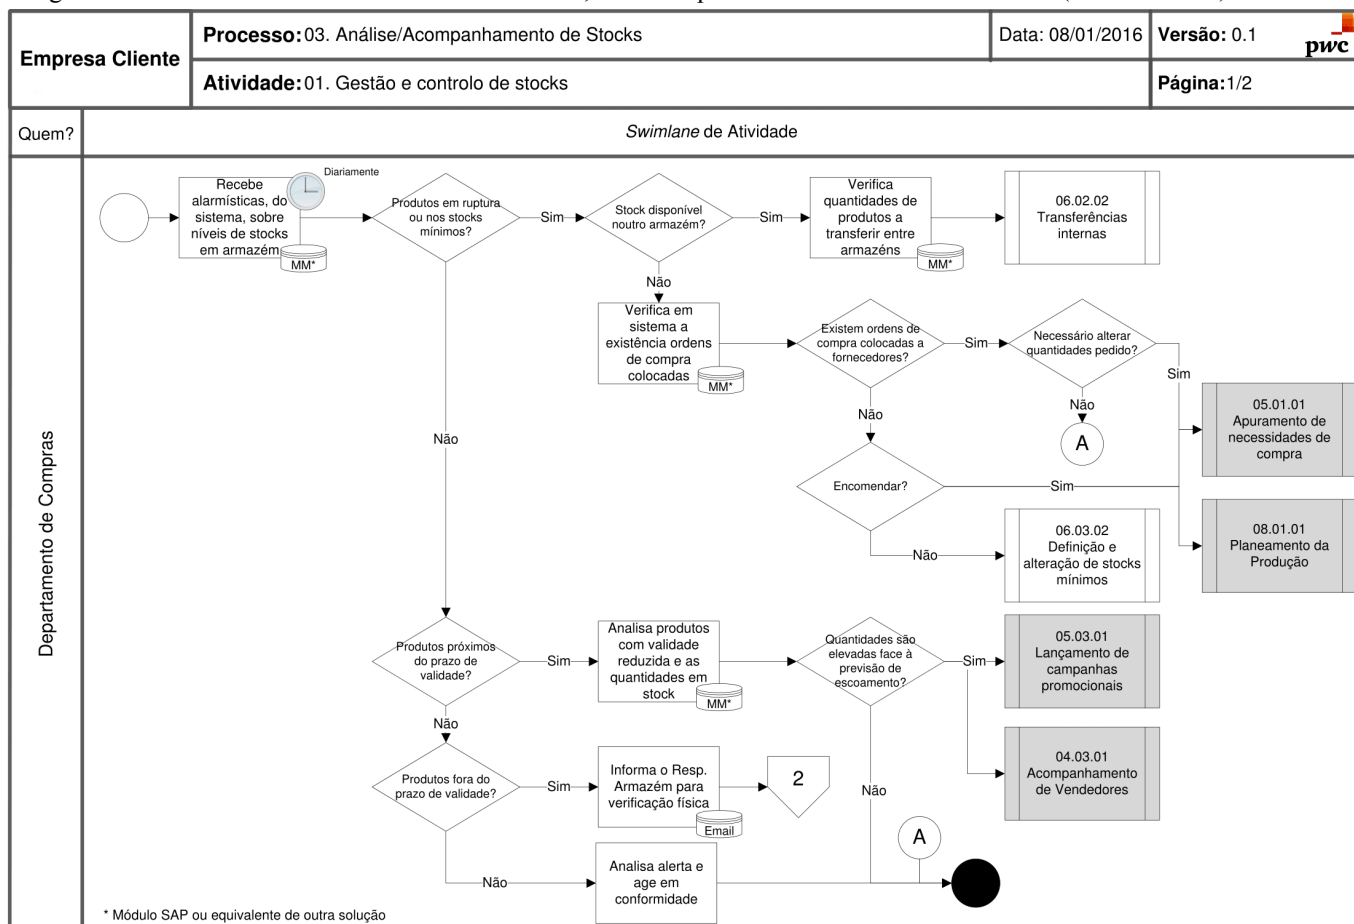 Empresa Cliente
Processo: 03. Análise/Acompanhamento de Stocks
Data: 08/01/2016
Versão: 0.1
pwc
Atividade: 01. Gestão e controlo de stocks
Página:1/2
Quem?
Swimlane de Atividade
Departamento de Compras
Recebe
alarmísticas, do
sistema, sobre
níveis de stocks
em armazém
Diariamente
MM*
Produtos em ruptura
ou nos stocks
mínimos?
Sim
Stock disponível
noutro armazém?
Sim
Verifica
quantidades de
produtos a
transferir entre
armazéns
MM*
06.02.02
Transferências
internas
Não
Verifica em
sistema a
existência ordens
de compra
colocadas
MM*
Existem ordens de
compra colocadas a
fornecedores?
Sim
Necessário alterar
quantidades pedido?
Sim
Não
A
Não
05.01.01
Apuramento de
necessidades de
compra
Não
Encomendar?
Sim
08.01.01
Planeamento da
Produção
Não
06.03.02
Definição e
alteração de stocks
mínimos
Produtos próximos
do prazo de
validade?
Sim
Analisa produtos
com validade
reduzida e as
quantidades em
stock
MM*
Quantidades são
elevadas face à
previsão de
escoamento?
Sim
05.03.01
Lançamento de
campanhas
promocionais
04.03.01
Acompanhamento
de Vendedores
Não
Não
Produtos fora do
prazo de validade?
Sim
Informa o Resp.
Armazém para
verificação física
Email
2
A
Não
Analisa alerta e
age em
conformidade
* Módulo SAP ou equivalente de outra solução